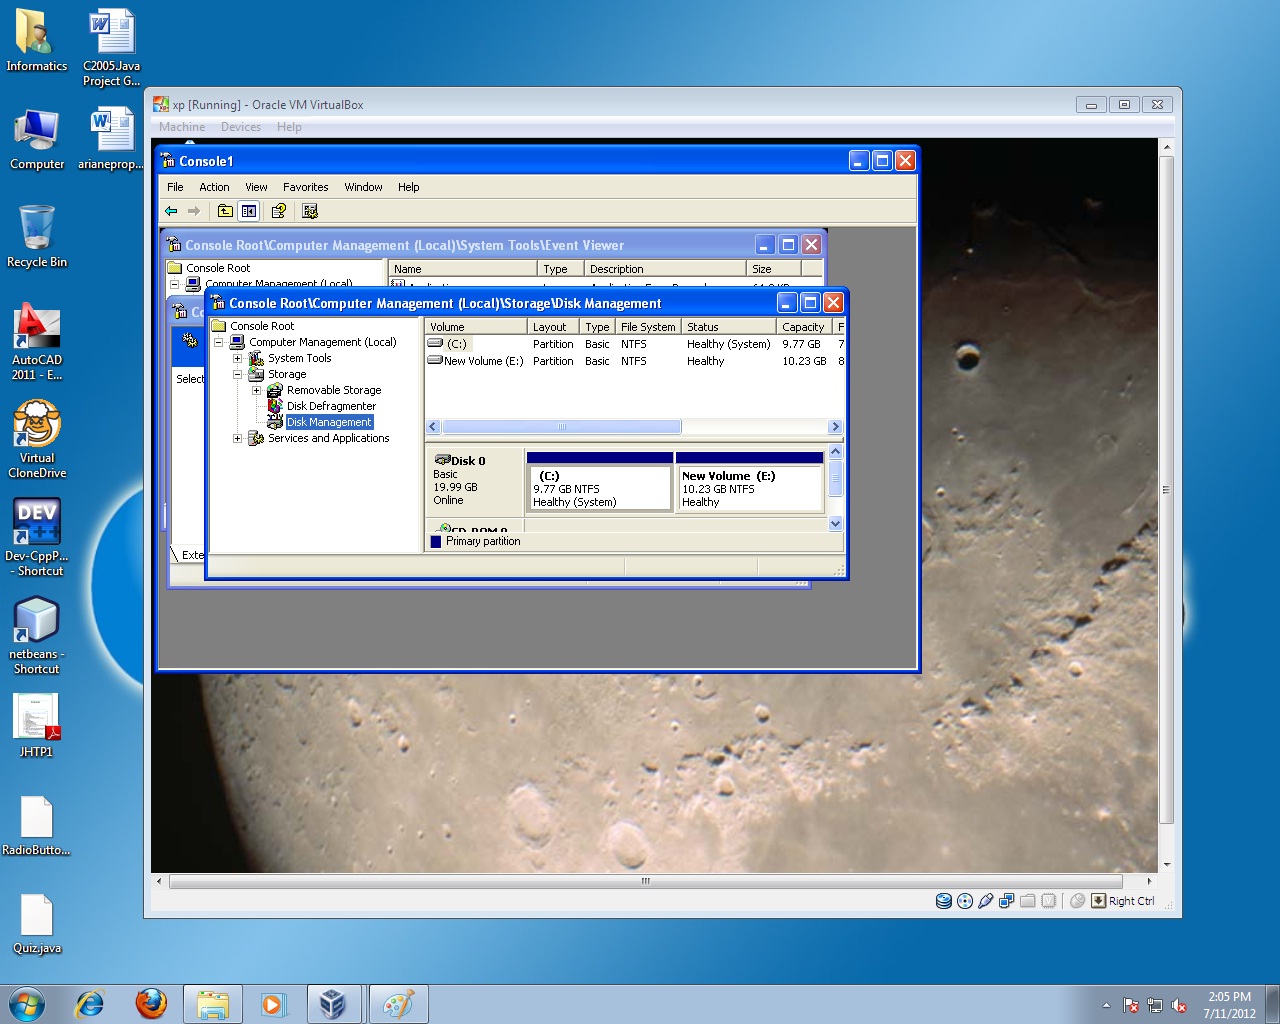 Informatics
C2005.Java
Project G...
Computer
arianeprop...
Recycle Bin
AutoCAD
2011 - E...
Virtual
CloneDrive
DEV
C++
Dev-CppP...
- Shortcut
netbeans -
Shortcut
JHTP1
RadioButto...
Quiz.java
xp [Running] - Oracle VM VirtualBox
Machine Devices Help
Console1
File Action View Favorites Window Help
Console Root\Computer Management (Local)\System Tools\Event Viewer
Console Root
Name Type Description Size
Computer Management (Local)
Console Root\Computer Management (Local)\Storage\Disk Management
Console Root
Computer Management (Local)
System Tools
Storage
Removable Storage
Disk Defragmenter
Disk Management
Services and Applications
Volume Layout Type File System Status Capacity F
(C:) Partition Basic NTFS Healthy (System) 9.77 GB 7
New Volume (E:) Partition Basic NTFS Healthy 10.23 GB 8
Disk 0
Basic
19.99 GB
Online
(C:)
9.77 GB NTFS
Healthy (System)
New Volume (E:)
10.23 GB NTFS
Healthy
CD-ROM 0
Primary partition
Select
Exte
Right Ctrl
2:05 PM
7/11/2012